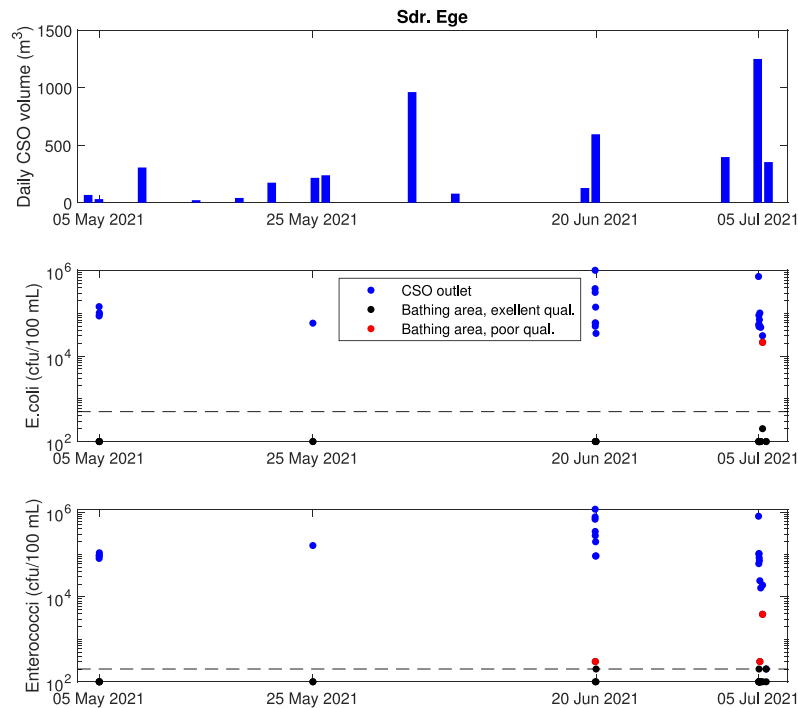 Sdr. Ege
Daily CSO volume (m³)
1500
1000
500
0
05 May 2021
25 May 2021
20 Jun 2021
05 Jul 2021
E.coli (cfu/100 mL)
10⁶
10⁴
10²
CSO outlet
Bathing area, exellent qual.
Bathing area, poor qual.
05 May 2021
25 May 2021
20 Jun 2021
05 Jul 2021
Enterococci (cfu/100 mL)
10⁶
10⁴
10²
05 May 2021
25 May 2021
20 Jun 2021
05 Jul 2021